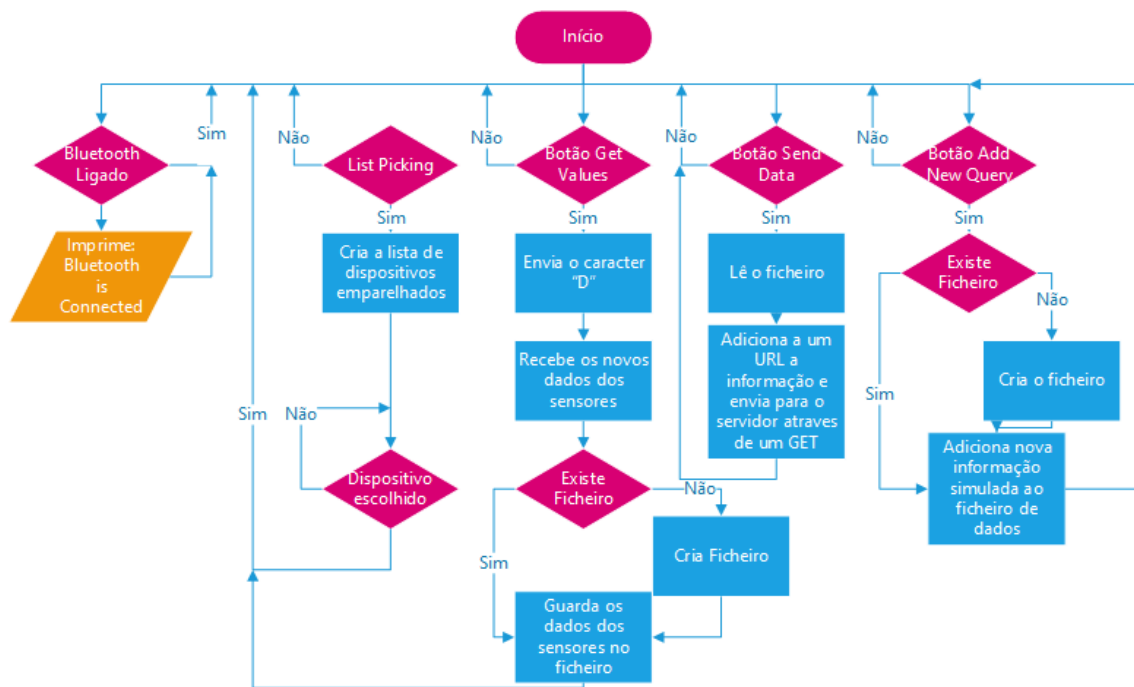 Início
Sim
Não
Não
Não
Não
Bluetooth
Ligado
List Picking
Botão Get
Values
Botão Send
Data
Botão Add
New Query
Sim
Sim
Sim
Sim
Imprime:
Bluetooth
is
Connected
Cria a lista de
dispositivos
emparelhados
Envia o caracter
“D”
Lê o ficheiro
Existe
Ficheiro
Não
Recebe os novos
dados dos
sensores
Adiciona a um
URL a
informação e
envia para o
servidor atraves
de um GET
Sim
Cria o ficheiro
Sim
Não
Dispositivo
escolhido
Existe
Ficheiro
Não
Adiciona nova
informação
simulada ao
ficheiro de
dados
Sim
Cria Ficheiro
Guarda os
dados dos
sensores no
ficheiro